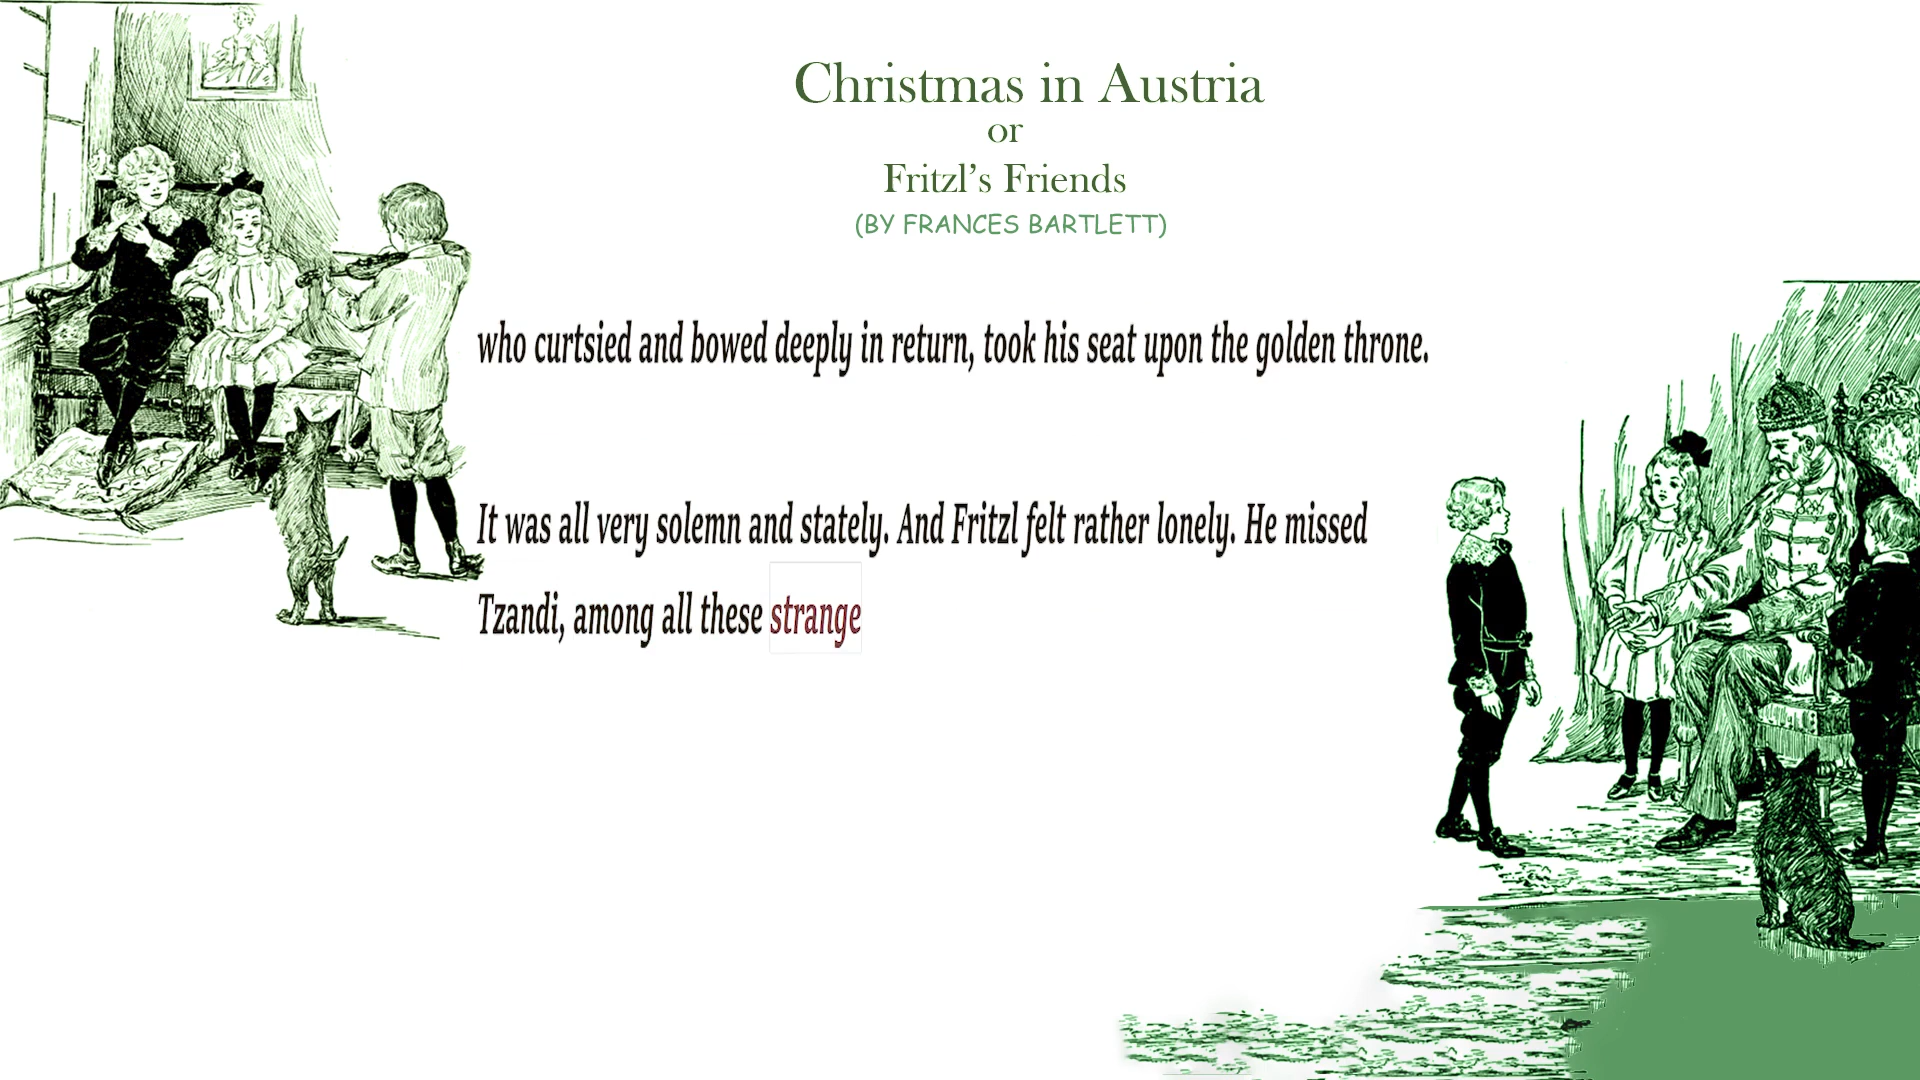 Christmas in Austria
or
Fritzl’s Friends
(BY FRANCES BARTLETT)
who curtsied and bowed deeply in return, took his seat upon the golden throne.
It was all very solemn and stately. And Fritzl felt rather lonely. He missed
Tzandi, among all these strange